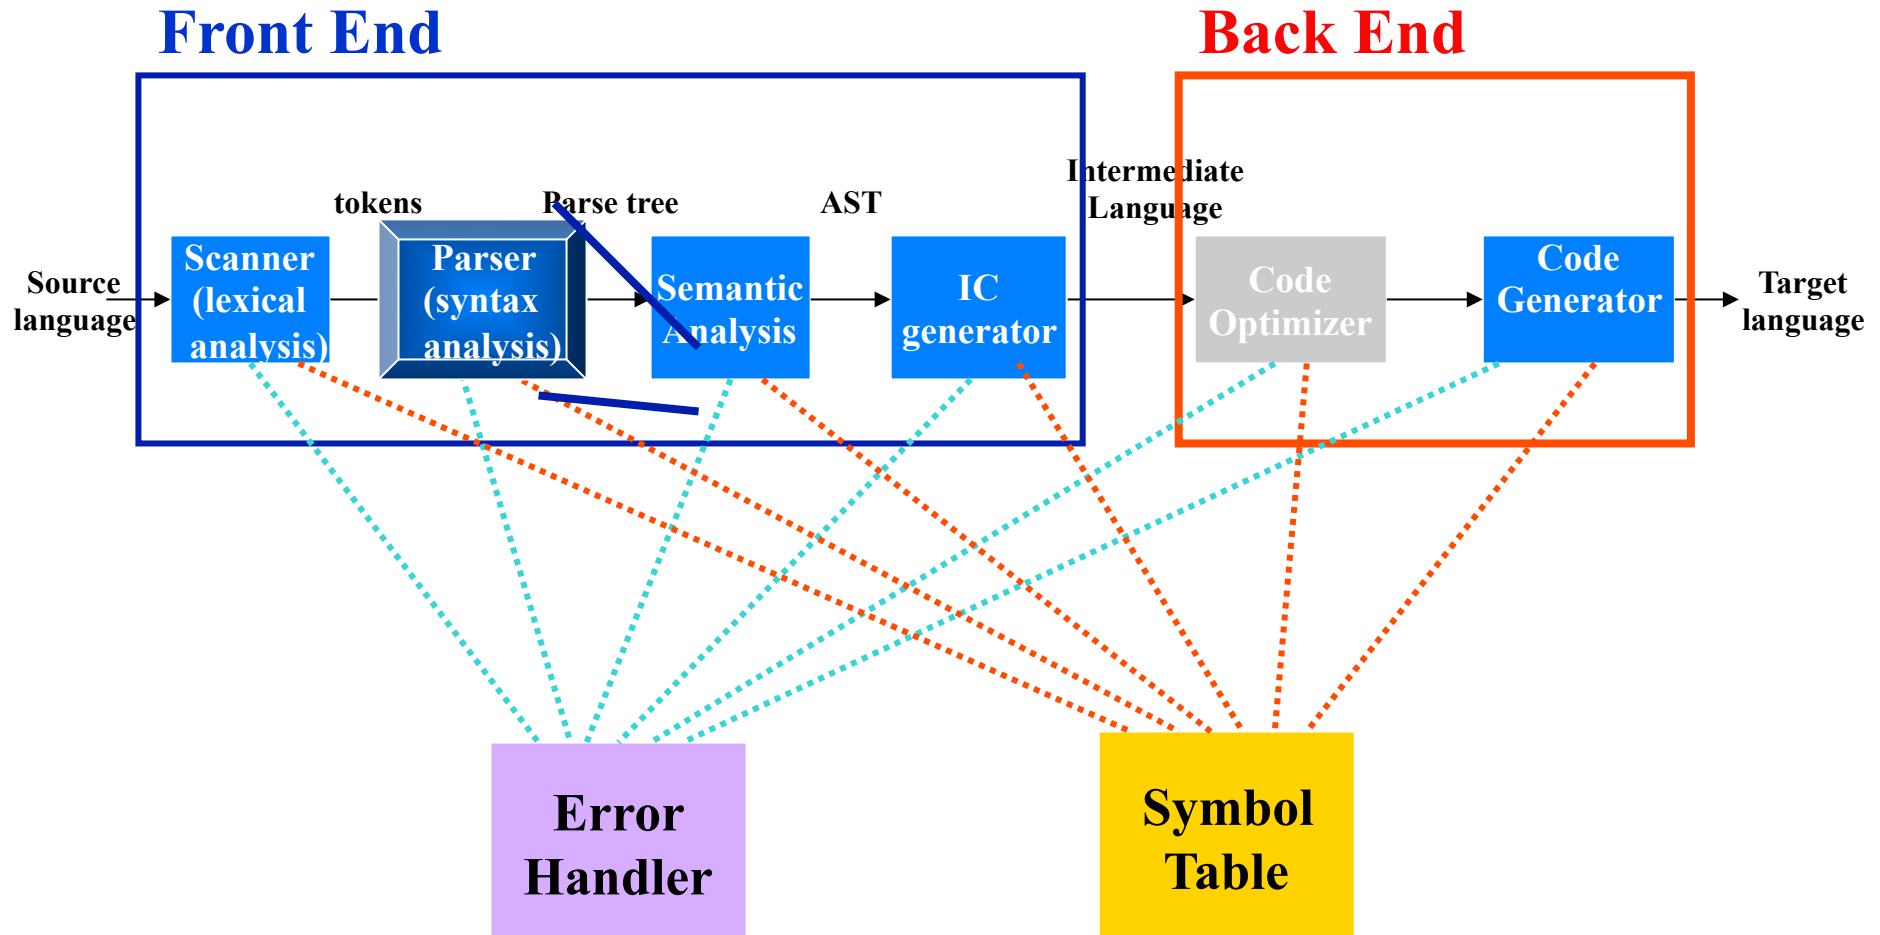 Front End
Back End
Intermediate
Language
tokens
Parse tree
AST
Source
language
Scanner
(lexical
analysis)
Parser
(syntax
analysis)
Semantic
Analysis
IC
generator
Code
Optimizer
Code
Generator
Target
language
Error
Handler
Symbol
Table